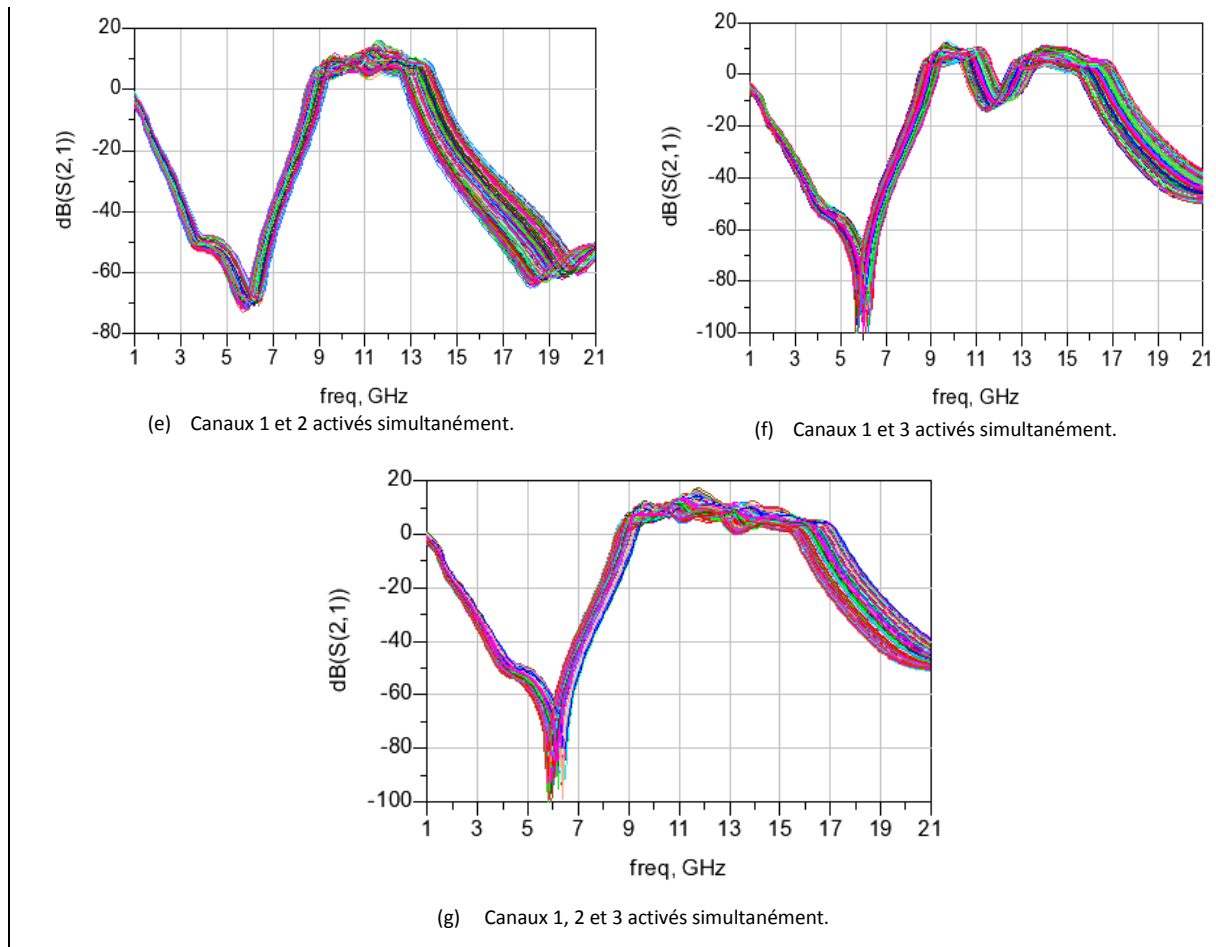 20
0
-20
-40
-60
-80
dB(S(2,1))
1 3 5 7 9 11 13 15 17 19 21
freq, GHz
(e) Canaux 1 et 2 activés simultanément.
20
0
-20
-40
-60
-80
-100
dB(S(2,1))
1 3 5 7 9 11 13 15 17 19 21
freq, GHz
(f) Canaux 1 et 3 activés simultanément.
20
0
-20
-40
-60
-80
-100
dB(S(2,1))
1 3 5 7 9 11 13 15 17 19 21
freq, GHz
(g) Canaux 1, 2 et 3 activés simultanément.